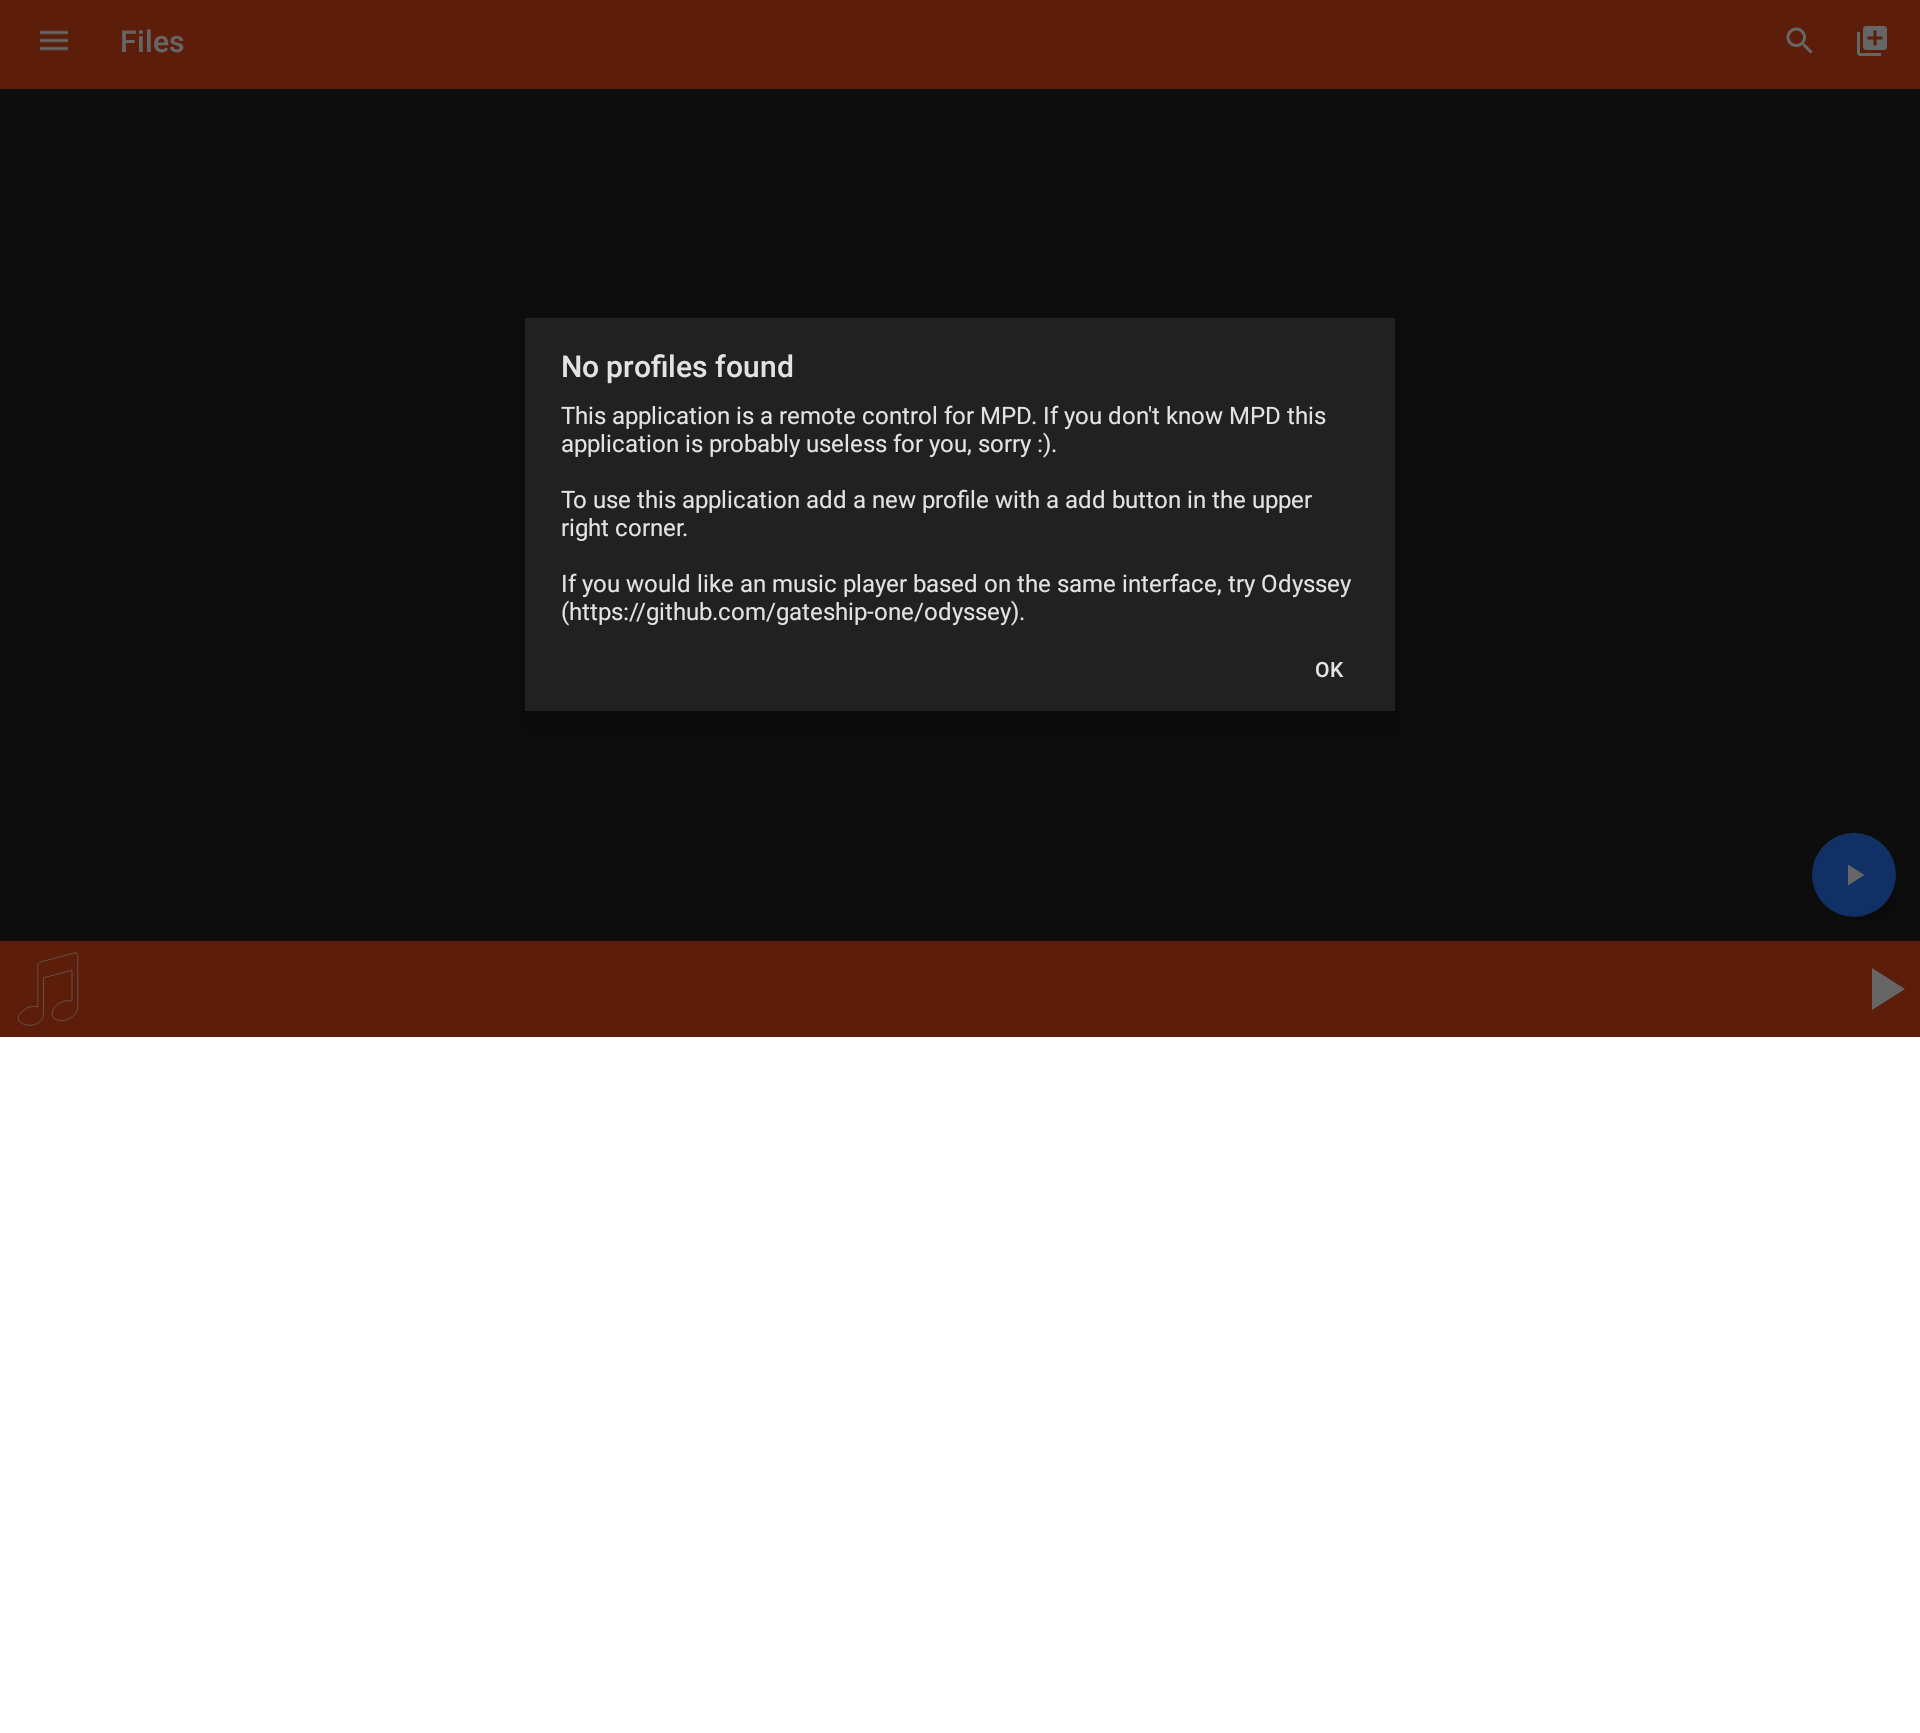 Files
No profiles found
This application is a remote control for MPD. If you don't know MPD this
application is probably useless for you, sorry :).
To use this application add a new profile with a add button in the upper
right corner.
If you would like an music player based on the same interface, try Odyssey
(https://github.com/gateship-one/odyssey).
OK